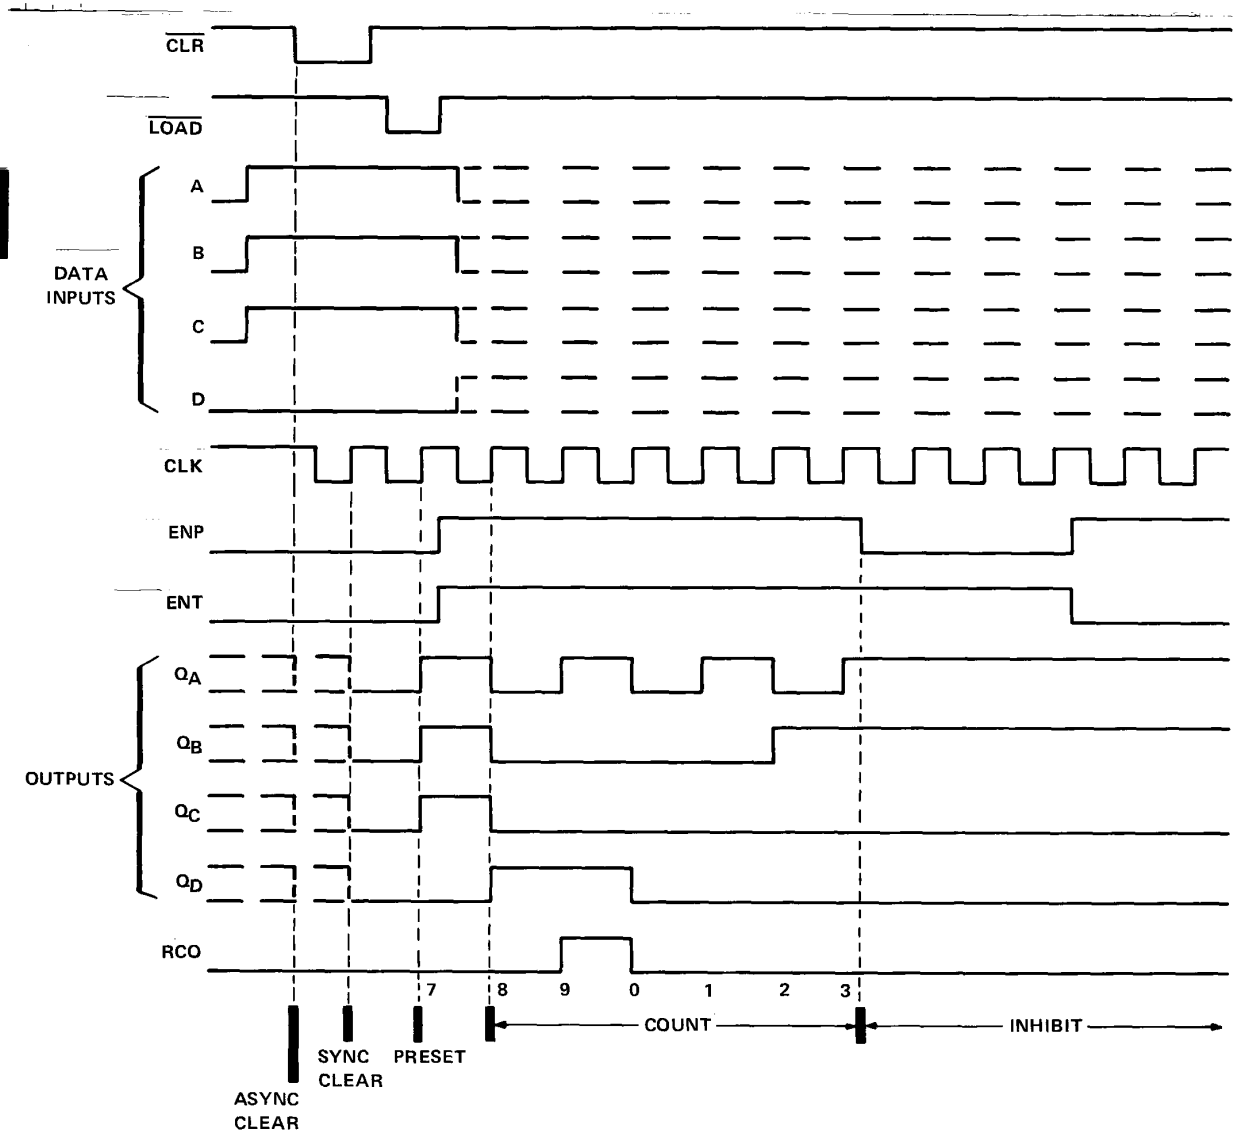 CLR
LOAD
A
B
DATA
INPUTS
C
D
CLK
ENP
ENT
QA
QB
OUTPUTS
QC
QD
RCO
7 8 9 0 1 2 3
COUNT
INHIBIT
SYNC
CLEAR
PRESET
ASYNC
CLEAR